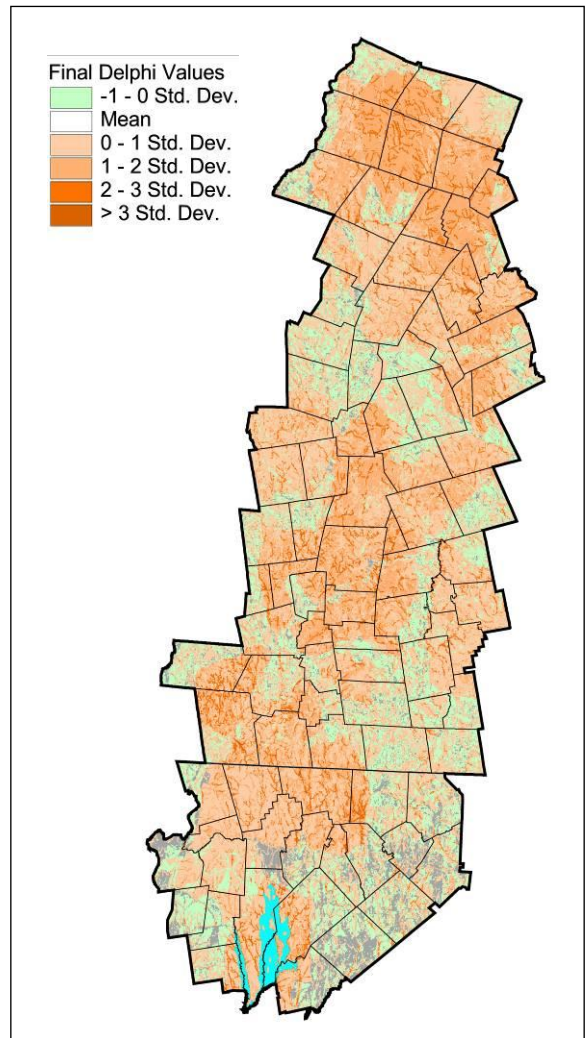 Final Delphi Values
-1 - 0 Std. Dev.
Mean
0 - 1 Std. Dev.
1 - 2 Std. Dev.
2 - 3 Std. Dev.
> 3 Std. Dev.